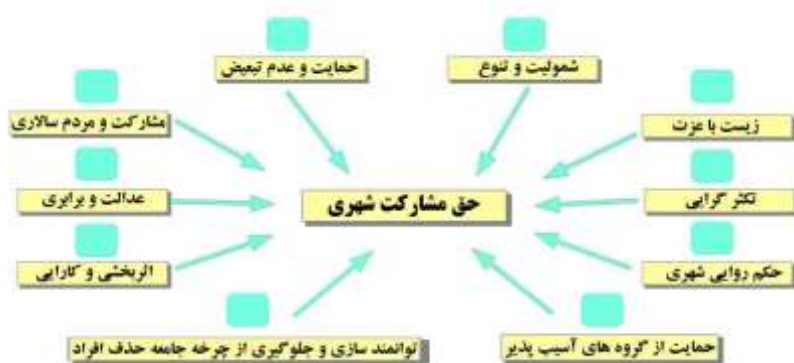 شمولیت و تنوع
حمایت و عدم تبعیض
زیست با عزت
مشارکت و مردم سالاری
حق مشارکت شهری
تکثر گرایی
عدالت و برابری
حکم روایی شهری
اثربخشی و کارایی
حمایت از گروه های آسیب پذیر
توانمند سازی و جلوگیری از چرخه جامعه حذف افراد